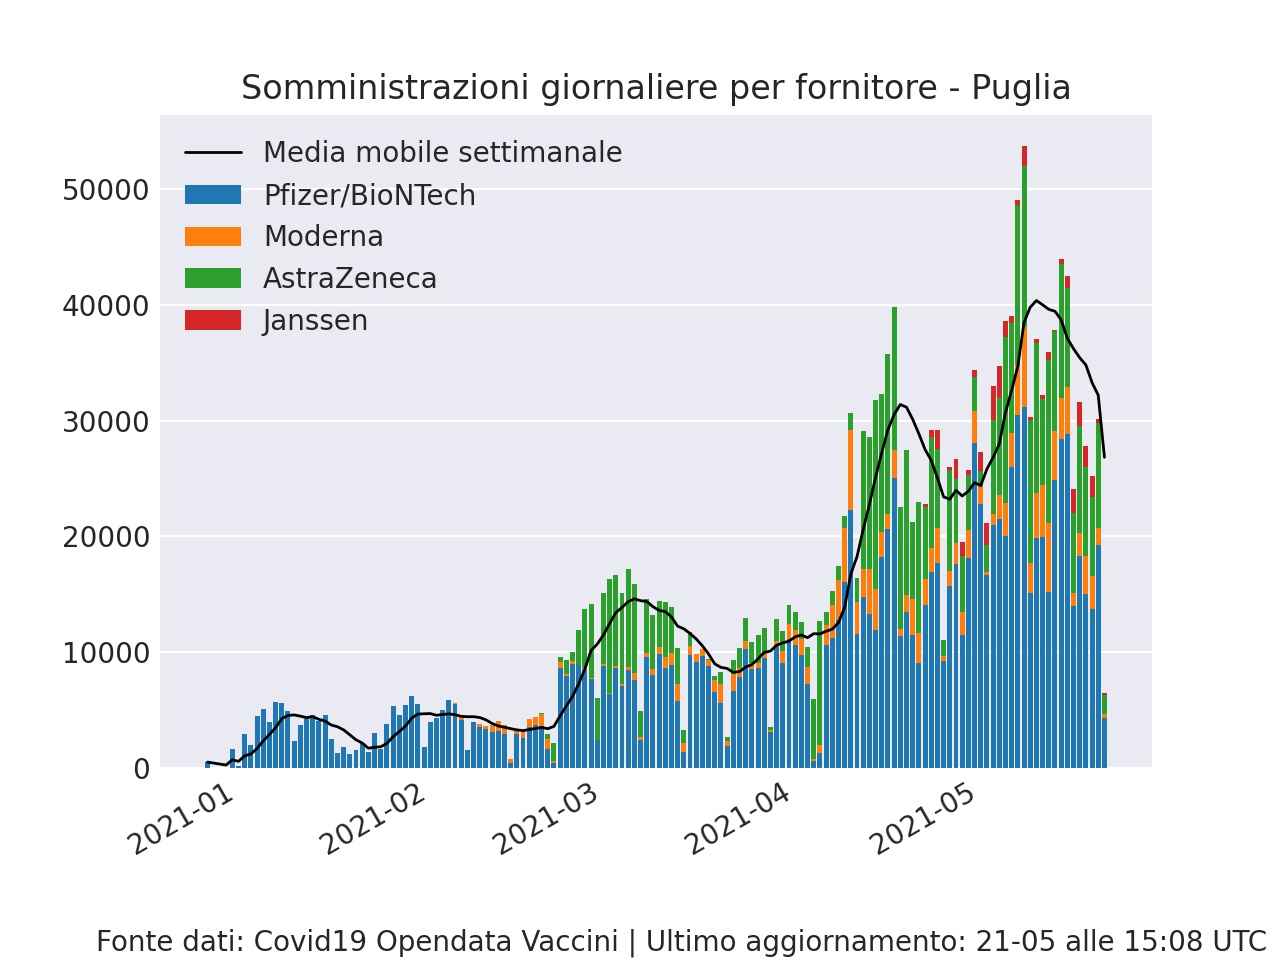 Somministrazioni giornaliere per fornitore - Puglia
Media mobile settimanale
Pfizer/BioNTech
Moderna
AstraZeneca
Janssen
50000
40000
30000
20000
10000
0
2021-01
2021-02
2021-03
2021-04
2021-05
Fonte dati: Covid19 Opendata Vaccini | Ultimo aggiornamento: 21-05 alle 15:08 UTC